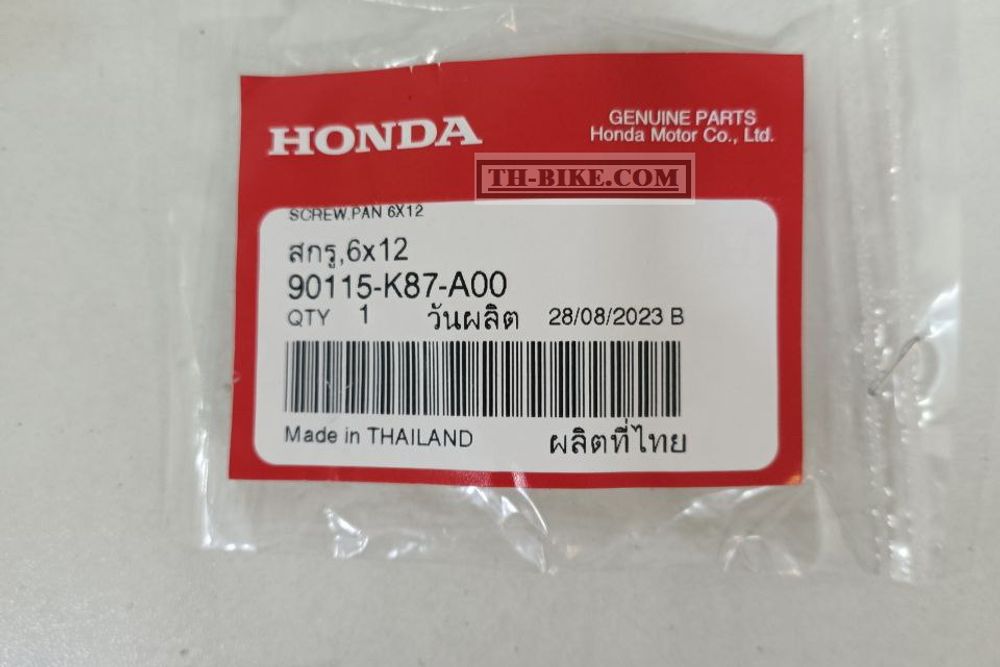 HONDA
GENUINE PARTS
Honda Motor Co., Ltd.
TH-BIKE.COM
SCREW,PAN 6X12
สกรู,6x12
90115-K87-A00
QTY 1 วันผลิต 28/08/2023 B
Made in THAILAND ผลิตที่ไทย